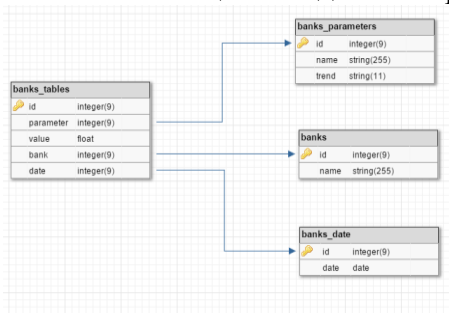 banks_parameters
id integer(9)
name string(255)
trend string(11)
banks_tables
id integer(9)
parameter integer(9)
value float
bank integer(9)
date integer(9)
banks
id integer(9)
name string(255)
banks_date
id integer(9)
date date